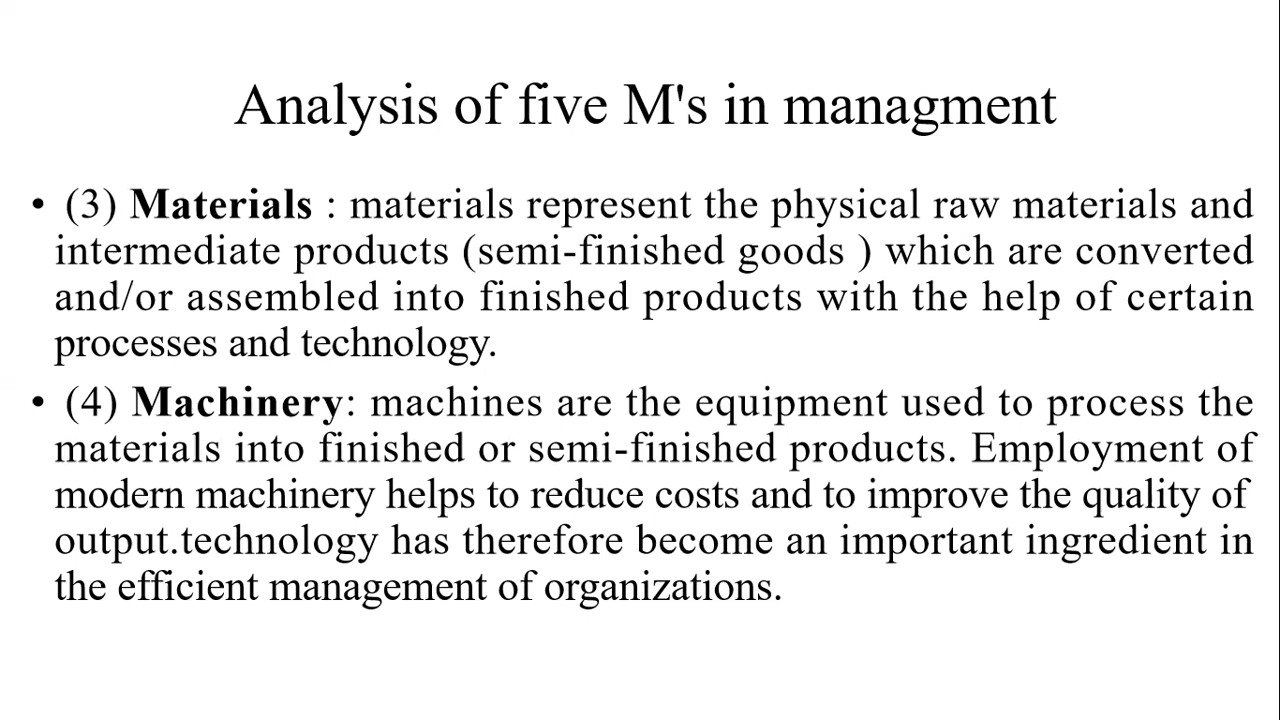 Analysis of five M's in managment
• (3) Materials : materials represent the physical raw materials and
intermediate products (semi-finished goods ) which are converted
and/or assembled into finished products with the help of certain
processes and technology.
• (4) Machinery: machines are the equipment used to process the
materials into finished or semi-finished products. Employment of
modern machinery helps to reduce costs and to improve the quality of
output.technology has therefore become an important ingredient in
the efficient management of organizations.